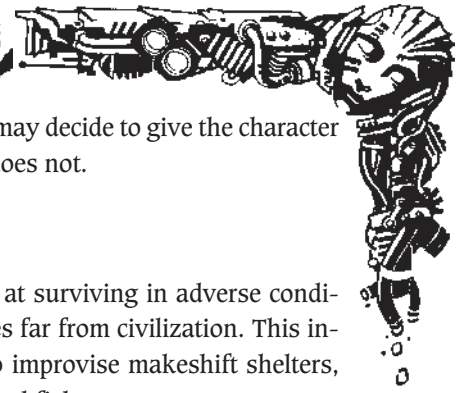 may decide to give the character
does not.
at surviving in adverse condi-
es far from civilization. This in-
o improvise makeshift shelters,